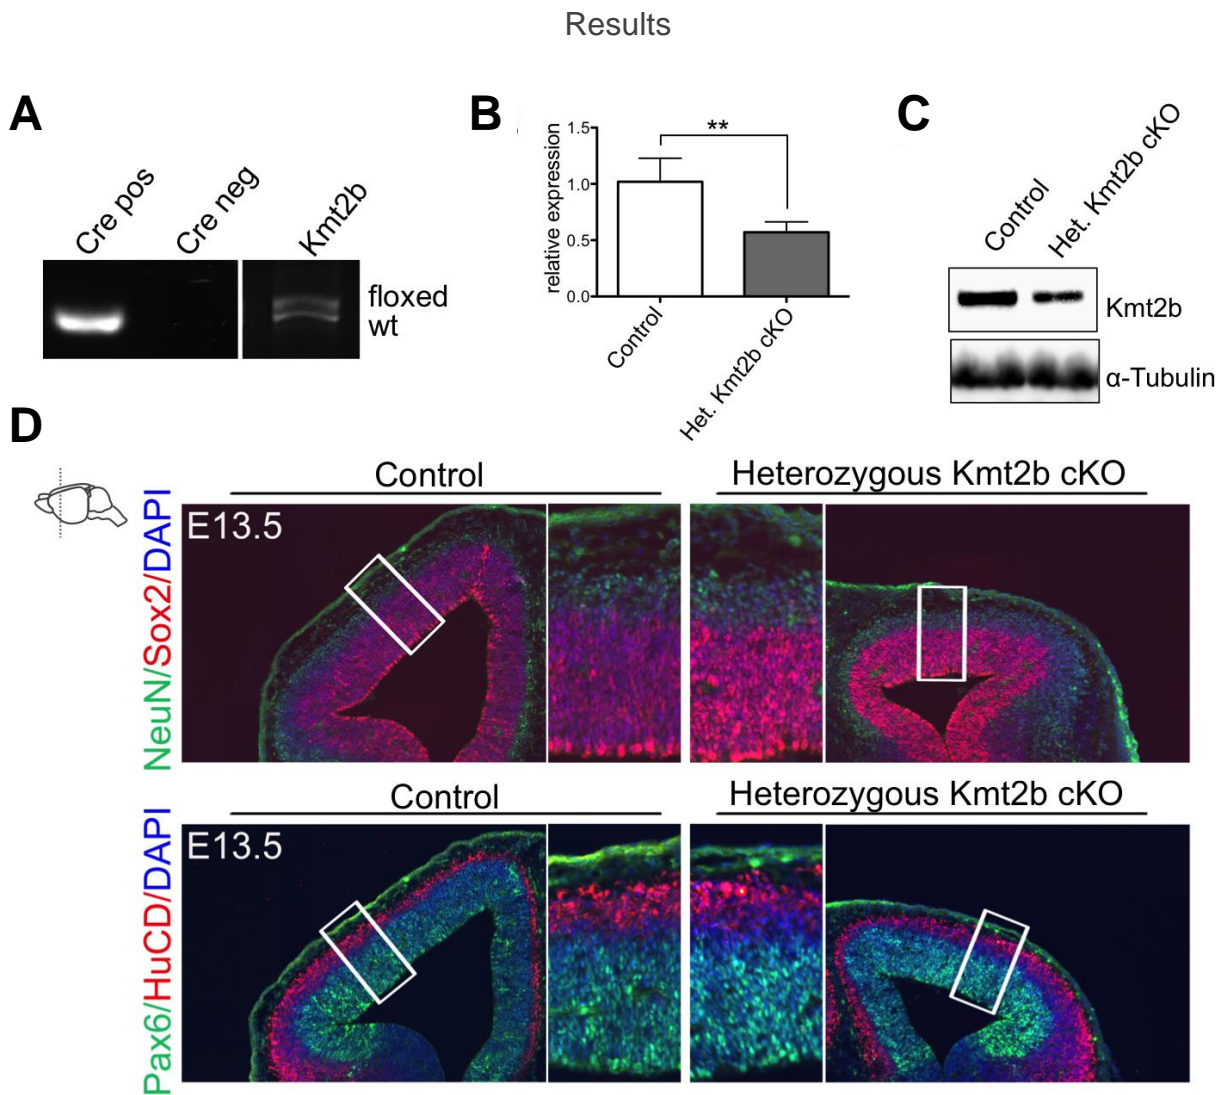 Results
A
B
C
Cre pos
Cre neg
Kmt2b
floxed
wt
relative expression
1.5
1.0
0.5
0.0
**
Control
Het. Kmt2b cKO
Control
Het. Kmt2b cKO
Kmt2b
α-Tubulin
D
Control
Heterozygous Kmt2b cKO
NeuN/Sox2/DAPI
E13.5
Control
Heterozygous Kmt2b cKO
Pax6/HuCD/DAPI
E13.5